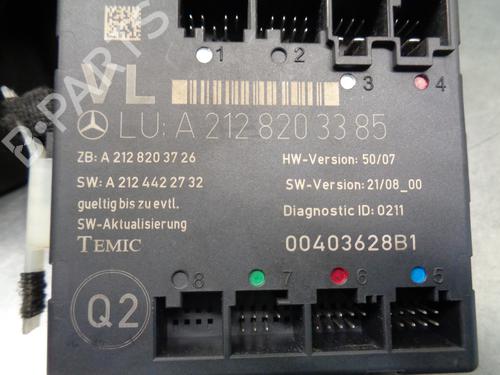 1 2
3 4
VL
LU: A 212 820 33 85
ZB: A 212 820 37 26
HW-Version: 50/07
SW: A 212 442 27 32
SW-Version: 21/08_00
gueltig bis zu evtl.
Diagnostic ID: 0211
SW-Aktualisierung
TEMIC
00403628B1
8 7 6 5
Q2
B-PARTS